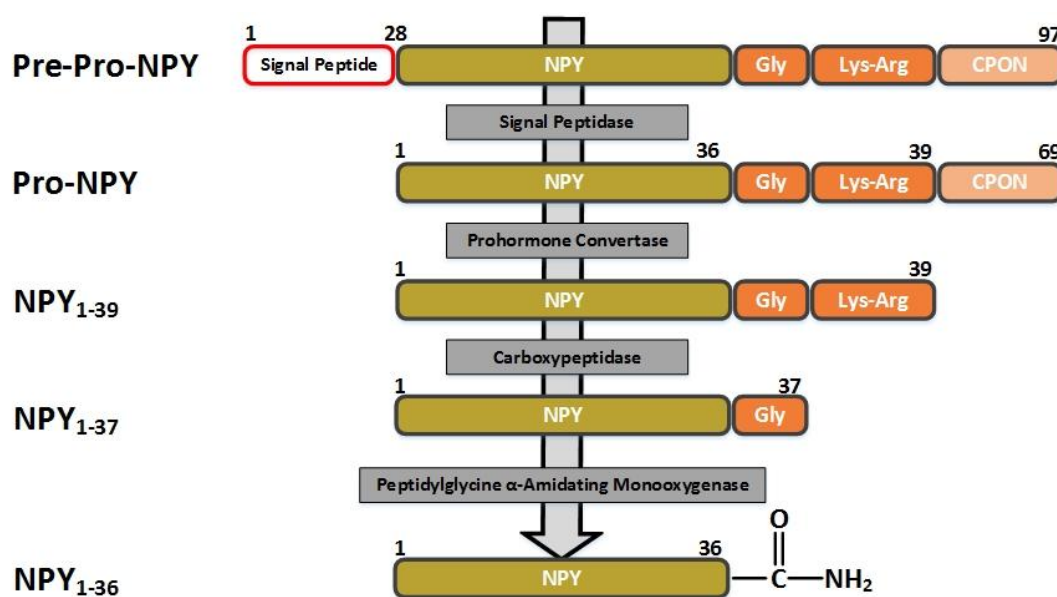 1 28 97
Pre-Pro-NPY Signal Peptide NPY Gly Lys-Arg CPON
Signal Peptidase
1 36 39 69
Pro-NPY NPY Gly Lys-Arg CPON
Prohormone Convertase
1 39
NPY1-39 NPY Gly Lys-Arg
Carboxypeptidase
1 37
NPY1-37 NPY Gly
Peptidylglycine α-Amidating Monooxygenase
O
1 36
NPY1-36 NPY C NH2